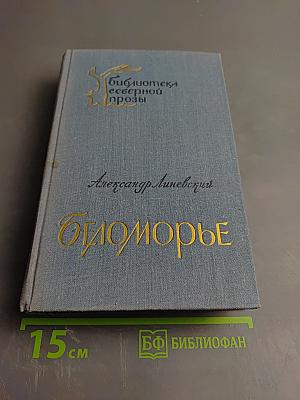 библиотека
северной
прозы
Александр Линевский
Беломорье
15 см
БФ БИБЛИОФАН